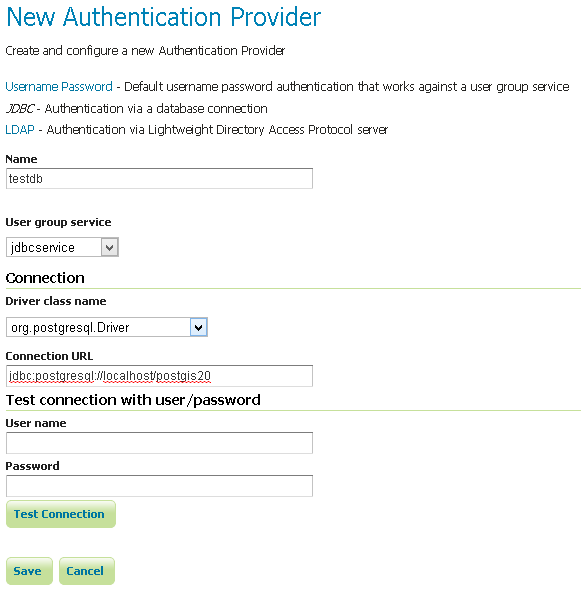 New Authentication Provider
Create and configure a new Authentication Provider
Username Password - Default username password authentication that works against a user group service
JDBC - Authentication via a database connection
LDAP - Authentication via Lightweight Directory Access Protocol server
Name
testdb
User group service
jdbcservice
Connection
Driver class name
org.postgresql.Driver
Connection URL
jdbc:postgresql://localhost/postgis20
Test connection with user/password
User name
Password
Test Connection
Save Cancel